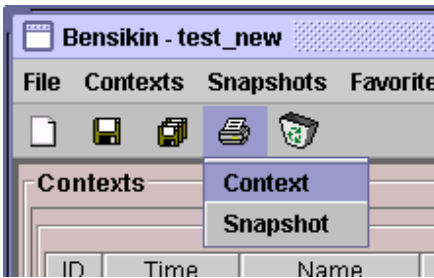 Bensikin - test_new
File Contexts Snapshots Favorite
Contexts
Context
Snapshot
ID Time Name